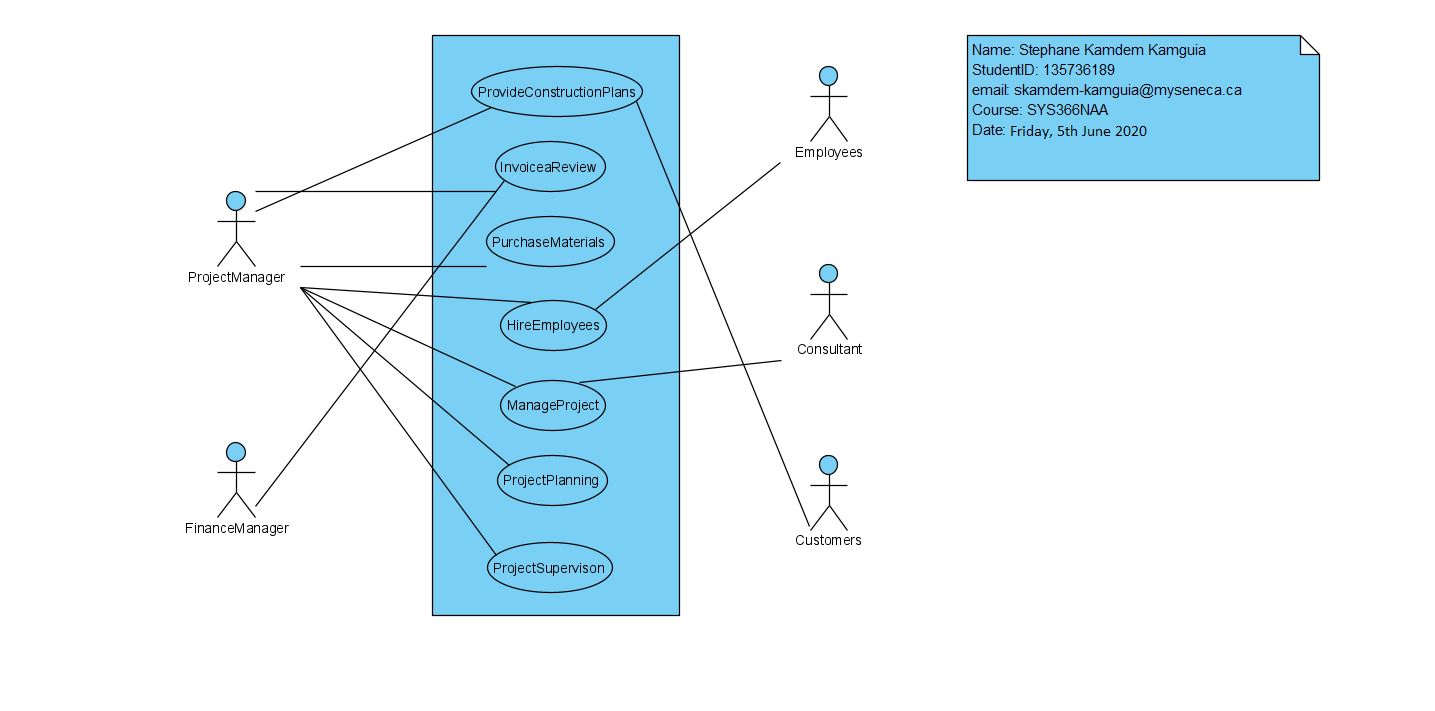 ProvideConstructionPlans
InvoiceaReview
PurchaseMaterials
HireEmployees
ManageProject
ProjectPlanning
ProjectSupervison
ProjectManager
FinanceManager
Employees
Consultant
Customers
Name: Stephane Kamdem Kamguia
StudentID: 135736189
email: skamdem-kamguia@myseneca.ca
Course: SYS366NAA
Date: Friday, 5th June 2020